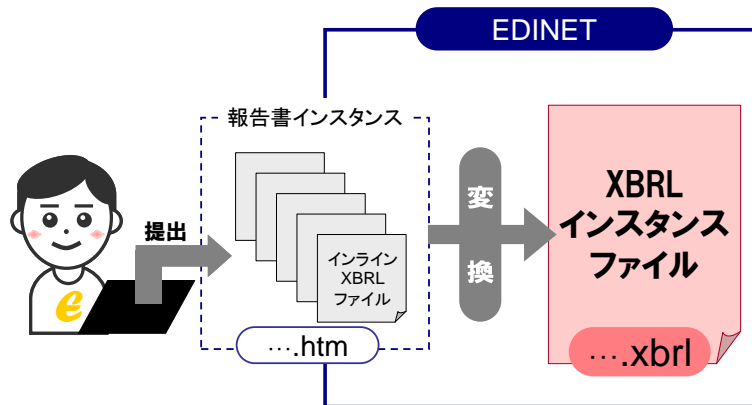 EDINET
報告書インスタンス
提出
e
インライン
XBRL
ファイル
….htm
変
換
XBRL
インスタンス
ファイル
….xbrl